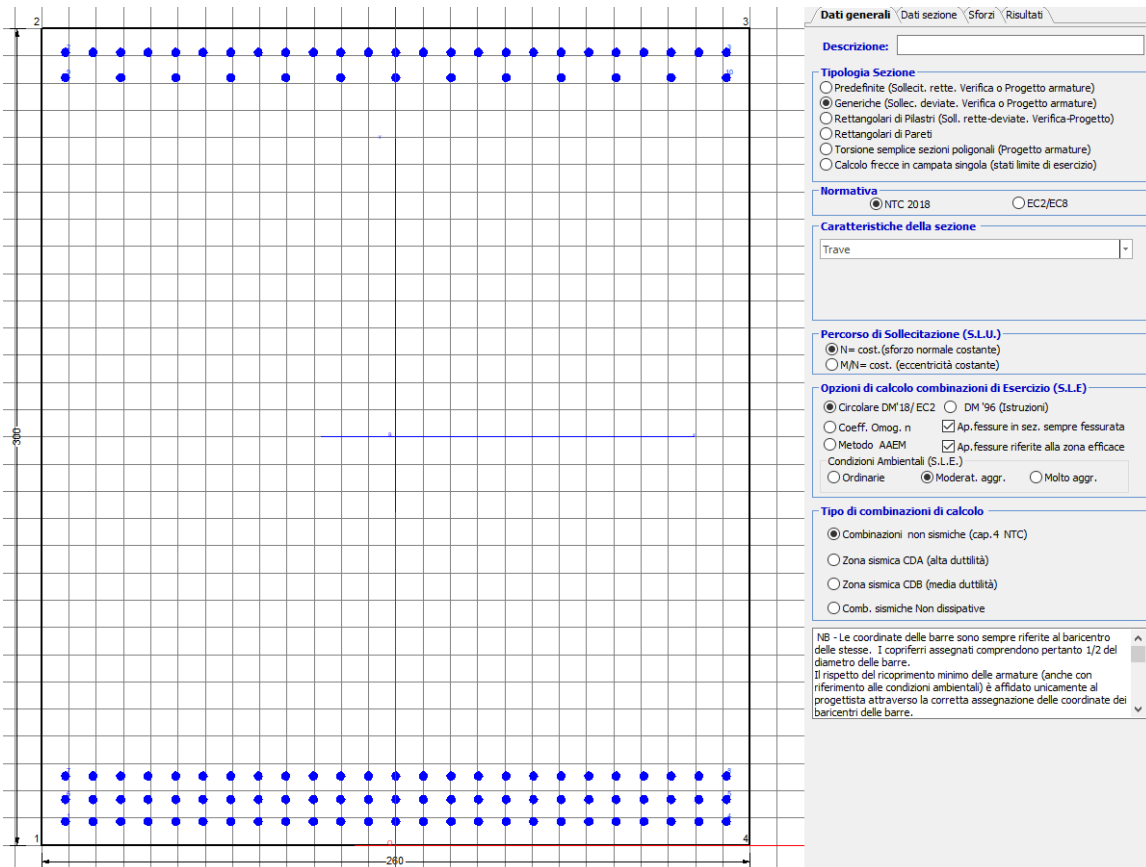 2
3
300
1
4
0
260
Dati generali
Dati sezione
Sforzi
Risultati
Descrizione:
Tipologia Sezione
Predefinite (Sollecit. rette. Verifica o Progetto armature)
Generiche (Sollec. deviate. Verifica o Progetto armature)
Rettangolari di Pilastri (Soll. rette-deviate. Verifica-Progetto)
Rettangolari di Pareti
Torsione semplice sezioni poligonali (Progetto armature)
Calcolo frecce in campata singola (stati limite di esercizio)
Normativa
NTC 2018
EC2/EC8
Caratteristiche della sezione
Trave
Percorso di Sollecitazione (S.L.U.)
N= cost.(sforzo normale costante)
M/N= cost. (eccentricità costante)
Opzioni di calcolo combinazioni di Esercizio (S.L.E)
Circolare DM'18/ EC2
DM '96 (Istruzioni)
Coeff. Omog. n
Ap.fessure in sez. sempre fessurata
Metodo AAEM
Ap.fessure riferite alla zona efficace
Condizioni Ambientali (S.L.E.)
Ordinarie
Moderat. aggr.
Molto aggr.
Tipo di combinazioni di calcolo
Combinazioni non sismiche (cap.4 NTC)
Zona sismica CDA (alta duttilità)
Zona sismica CDB (media duttilità)
Comb. sismiche Non dissipative
NB - Le coordinate delle barre sono sempre riferite al baricentro
delle stesse. I copriferri assegnati comprendono pertanto 1/2 del
diametro delle barre.
Il rispetto del ricoprimento minimo delle armature (anche con
riferimento alle condizioni ambientali) è affidato unicamente al
progettista attraverso la corretta assegnazione delle coordinate dei
baricentri delle barre.